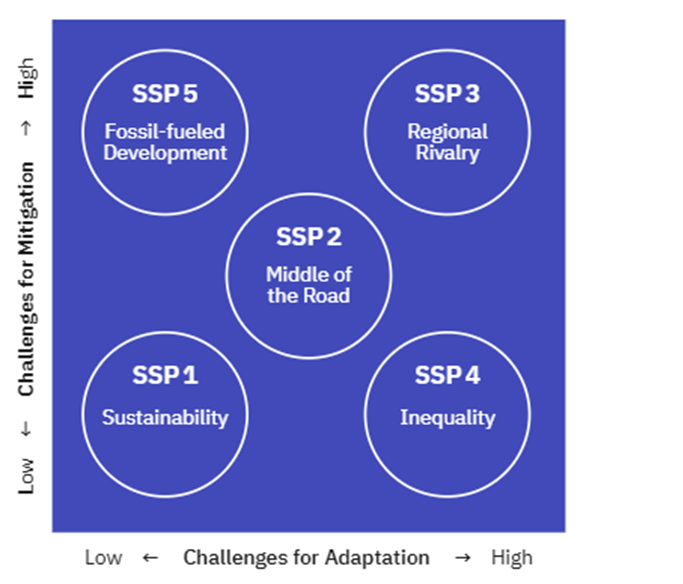 SSP 5
Fossil-fueled
Development
SSP 3
Regional
Rivalry
SSP 2
Middle of
the Road
SSP 1
Sustainability
SSP 4
Inequality
Low ← Challenges for Mitigation → High
Low ← Challenges for Adaptation → High